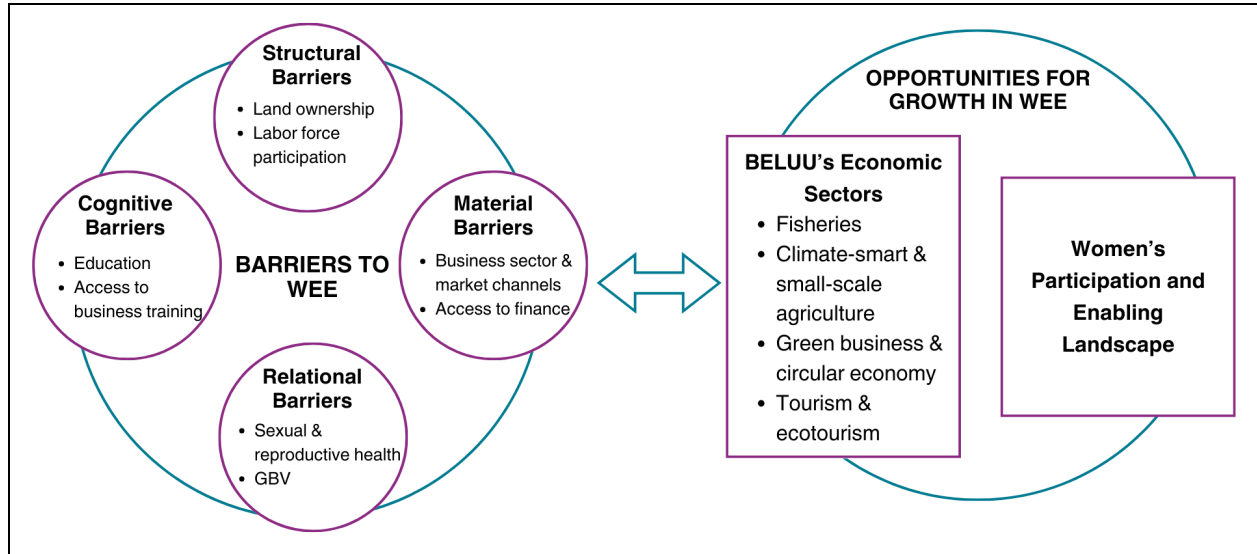 Structural
Barriers
• Land ownership
• Labor force
participation
Cognitive
Barriers
• Education
• Access to
business training
BARRIERS TO
WEE
Material
Barriers
• Business sector &
market channels
• Access to finance
Relational
Barriers
• Sexual &
reproductive health
• GBV
OPPORTUNITIES FOR
GROWTH IN WEE
BELUU's Economic
Sectors
• Fisheries
• Climate-smart &
small-scale
agriculture
• Green business &
circular economy
• Tourism &
ecotourism
Women's
Participation and
Enabling
Landscape